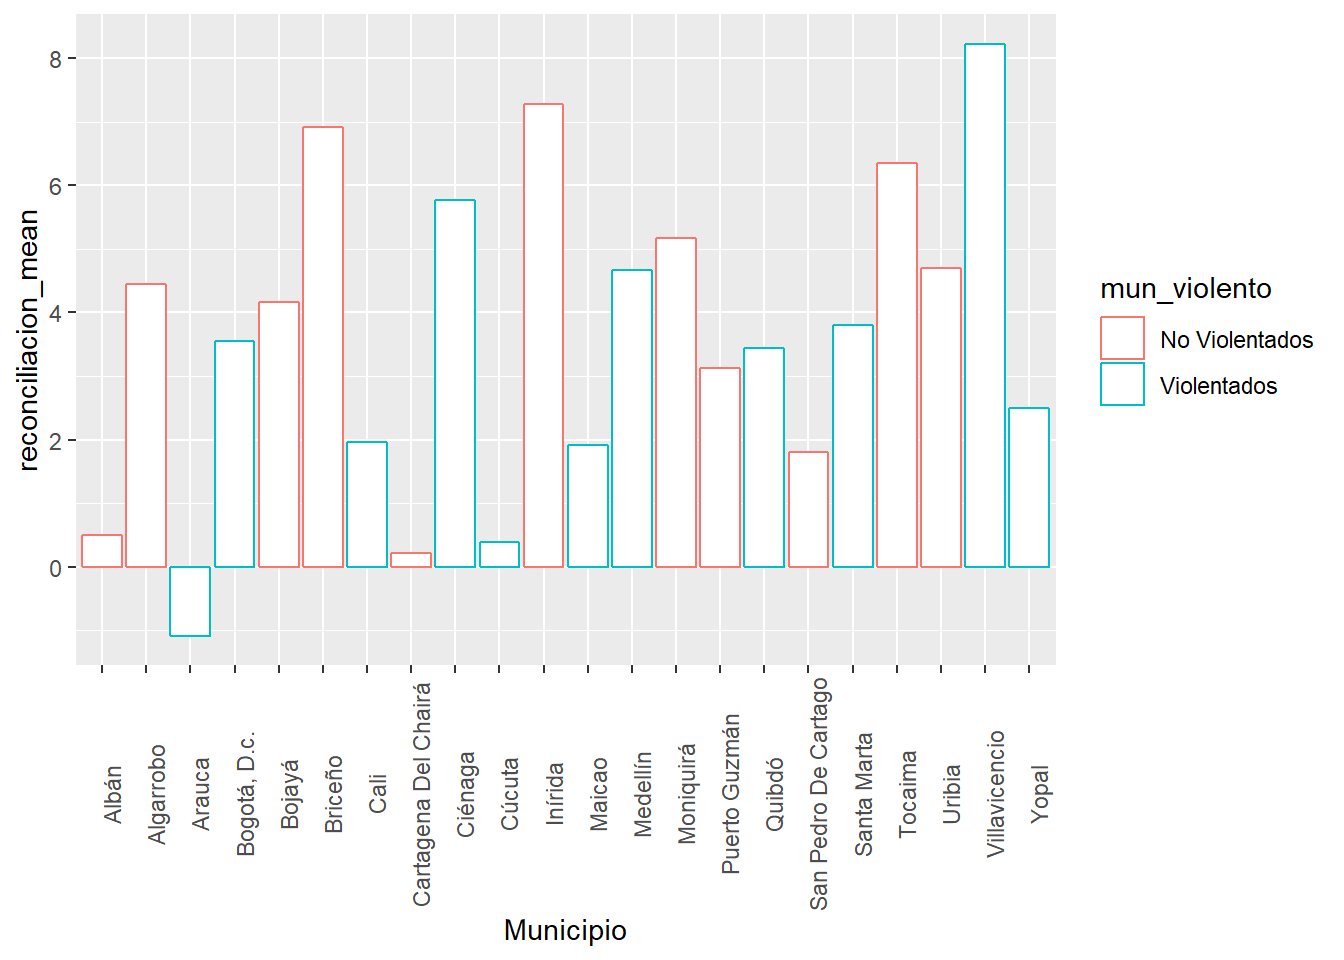 reconciliacion_mean
8
6
4
2
0
Albán
Algarrobo
Arauca
Bogotá, D.c.
Bojayá
Briceño
Cali
Cartagena Del Chairá
Ciénaga
Cúcuta
Inírida
Maicao
Medellín
Moniquirá
Puerto Guzmán
Quibdó
San Pedro De Cartago
Santa Marta
Tocaima
Uribia
Villavicencio
Yopal
Municipio
mun_violento
No Violentados
Violentados